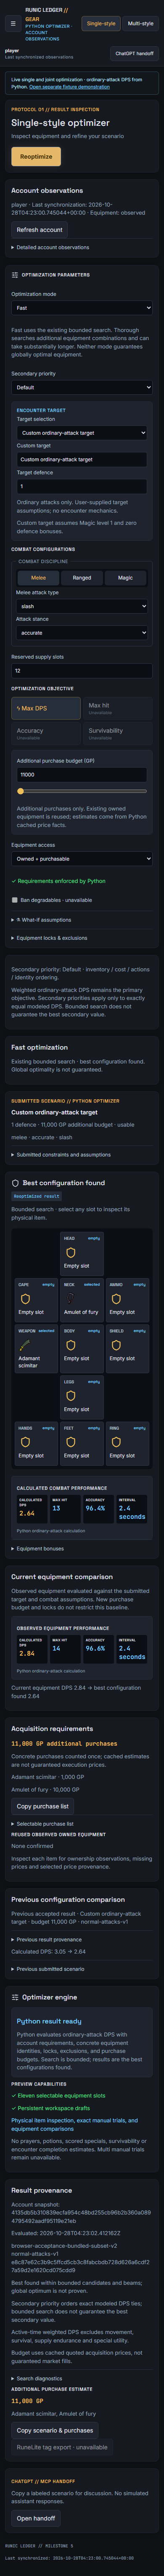 RUNIC LEDGER //
GEAR
PYTHON OPTIMIZER
ACCOUNT
OBSERVATIONS
Single-style
Multi-style
player
Last synchronized observations
ChatGPT handoff
Live single and joint optimization · ordinary-attack DPS from
Python. Open separate fixture demonstration
PROTOCOL 01 // RESULT INSPECTION
Single-style optimizer
Inspect equipment and refine your scenario
Reoptimize
Account observations
player · Last synchronization: 2026-10-
28T04:23:00.745044+00:00 · Equipment: observed
Refresh account
▸ Detailed account observations
OPTIMIZATION PARAMETERS
Optimization mode
Fast
Fast uses the existing bounded search. Thorough
searches additional equipment combinations and can
take substantially longer. Neither mode guarantees
globally optimal equipment.
Secondary priority
Default
ENCOUNTER TARGET
Target selection
Custom ordinary-attack target
Custom target
Custom ordinary-attack target
Target defence
1
Ordinary attacks only. User-supplied target
assumptions; no encounter mechanics.
Custom target assumes Magic level 1 and zero
defence bonuses.
COMBAT CONFIGURATIONS
COMBAT DISCIPLINE
Melee
Ranged
Magic
Melee attack type
slash
Attack stance
accurate
Reserved supply slots
12
OPTIMIZATION OBJECTIVE
Max DPS
Max hit
Unavailable
Accuracy
Unavailable
Survivability
Unavailable
Additional purchase budget (GP)
11000
Additional purchases only. Existing owned
equipment is reused; estimates come from Python
cached price facts.
Equipment access
Owned + purchasable
✓ Requirements enforced by Python
Ban degradables · unavailable
▸ What-if assumptions
▸ Equipment locks & exclusions
Secondary priority: Default · inventory / cost / actions
/ identity ordering.
Weighted ordinary-attack DPS remains the primary
objective. Secondary priorities apply only to exactly
equal modeled DPS. Bounded search does not
guarantee the best secondary value.
Fast optimization
Existing bounded search · best configuration found.
Global optimality is not guaranteed.
SUBMITTED SCENARIO // PYTHON OPTIMIZER
Custom ordinary-attack target
1 defence · 11,000 GP additional budget · usable
melee / accurate · slash
▸ Submitted constraints and assumptions
Best configuration found
Reoptimized result
Bounded search · select any slot to inspect its
physical item.
HEAD empty
Empty slot
CAPE empty
Empty slot
NECK selected
Amulet of fury
AMMO empty
Empty slot
WEAPON selected
Adamant
scimitar
BODY empty
Empty slot
SHIELD empty
Empty slot
LEGS empty
Empty slot
HANDS empty
Empty slot
FEET empty
Empty slot
RING empty
Empty slot
CALCULATED COMBAT PERFORMANCE
CALCULATED
DPS
2.64
MAX HIT
13
ACCURACY
96.4%
INTERVAL
2.4
seconds
Python ordinary-attack calculation
▸ Equipment bonuses
Current equipment comparison
Observed equipment evaluated against the submitted
target and combat assumptions. New purchase
budget and locks do not restrict this baseline.
OBSERVED EQUIPMENT PERFORMANCE
CALCULATED
DPS
2.84
MAX HIT
14
ACCURACY
96.6%
INTERVAL
2.4
seconds
Python ordinary-attack calculation
Current equipment DPS 2.84 → best configuration
found 2.64
Acquisition requirements
11,000 GP additional purchases
Concrete purchases counted once; cached estimates
are not guaranteed execution prices.
Adamant scimitar · 1,000 GP
Amulet of fury · 10,000 GP
Copy purchase list
▸ Selectable purchase list
REUSED OBSERVED OWNED EQUIPMENT
None confirmed
Inspect each item for ownership observations, missing
prices and selected price provenance.
Previous configuration comparison
Previous accepted result · Custom ordinary-attack
target · budget 11,000 GP · normal-attacks-v1
▸ Previous result provenance
Calculated DPS: 3.05 → 2.64
▸ Previous submitted scenario
Optimizer engine
Python result ready
Python evaluates ordinary-attack DPS with
account requirements, concrete equipment
identities, locks, exclusions, and purchase
budgets. Search is bounded; results are the
best configurations found.
PREVIEW CAPABILITIES
✓ Eleven selectable equipment slots
✓ Persistent workspace drafts
Physical item inspection, exact manual trials, and
equipment comparisons
No prayers, potions, scored specials, survivability or
encounter simulation estimates. Multi manual trials
remain unavailable.
Result provenance
Account snapshot:
Evaluated: 2026-10-28T04:23:02.412162Z
browser-acceptance-bundled-subset-v2
normal-attacks-v1
Best found within bounded candidates and beams;
global optimum is not proven.
Secondary priority orders exact modeled DPS ties;
bounded search does not guarantee the best
secondary value.
Active-time weighted DPS excludes movement,
survival, supply endurance and special utility.
Budget uses cached quoted acquisition prices, not
guaranteed market fills.
▸ Search diagnostics
ADDITIONAL PURCHASE ESTIMATE
11,000 GP
Adamant scimitar, Amulet of fury
Copy scenario & purchases
RuneLite tag export · unavailable
CHATGPT // MCP HANDOFF
Copy a labeled scenario for discussion. No simulated
assistant responses.
Open handoff
RUNIC LEDGER // MILESTONE 5
Last synchronized: 2026-10-28T04:23:00.745044+00:00